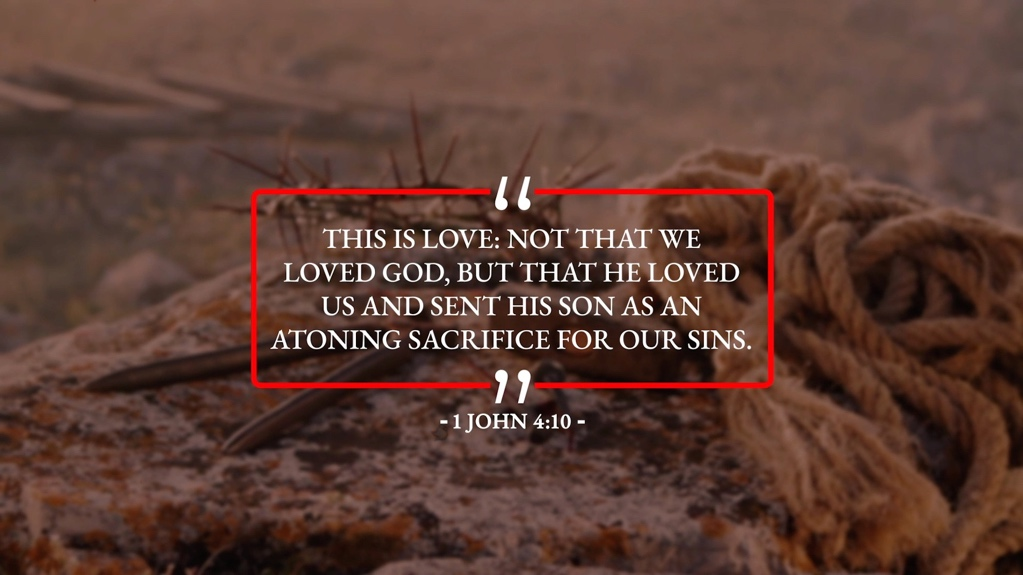 “
THIS IS LOVE: NOT THAT WE
LOVED GOD, BUT THAT HE LOVED
US AND SENT HIS SON AS AN
ATONING SACRIFICE FOR OUR SINS.
”
- 1 JOHN 4:10 -